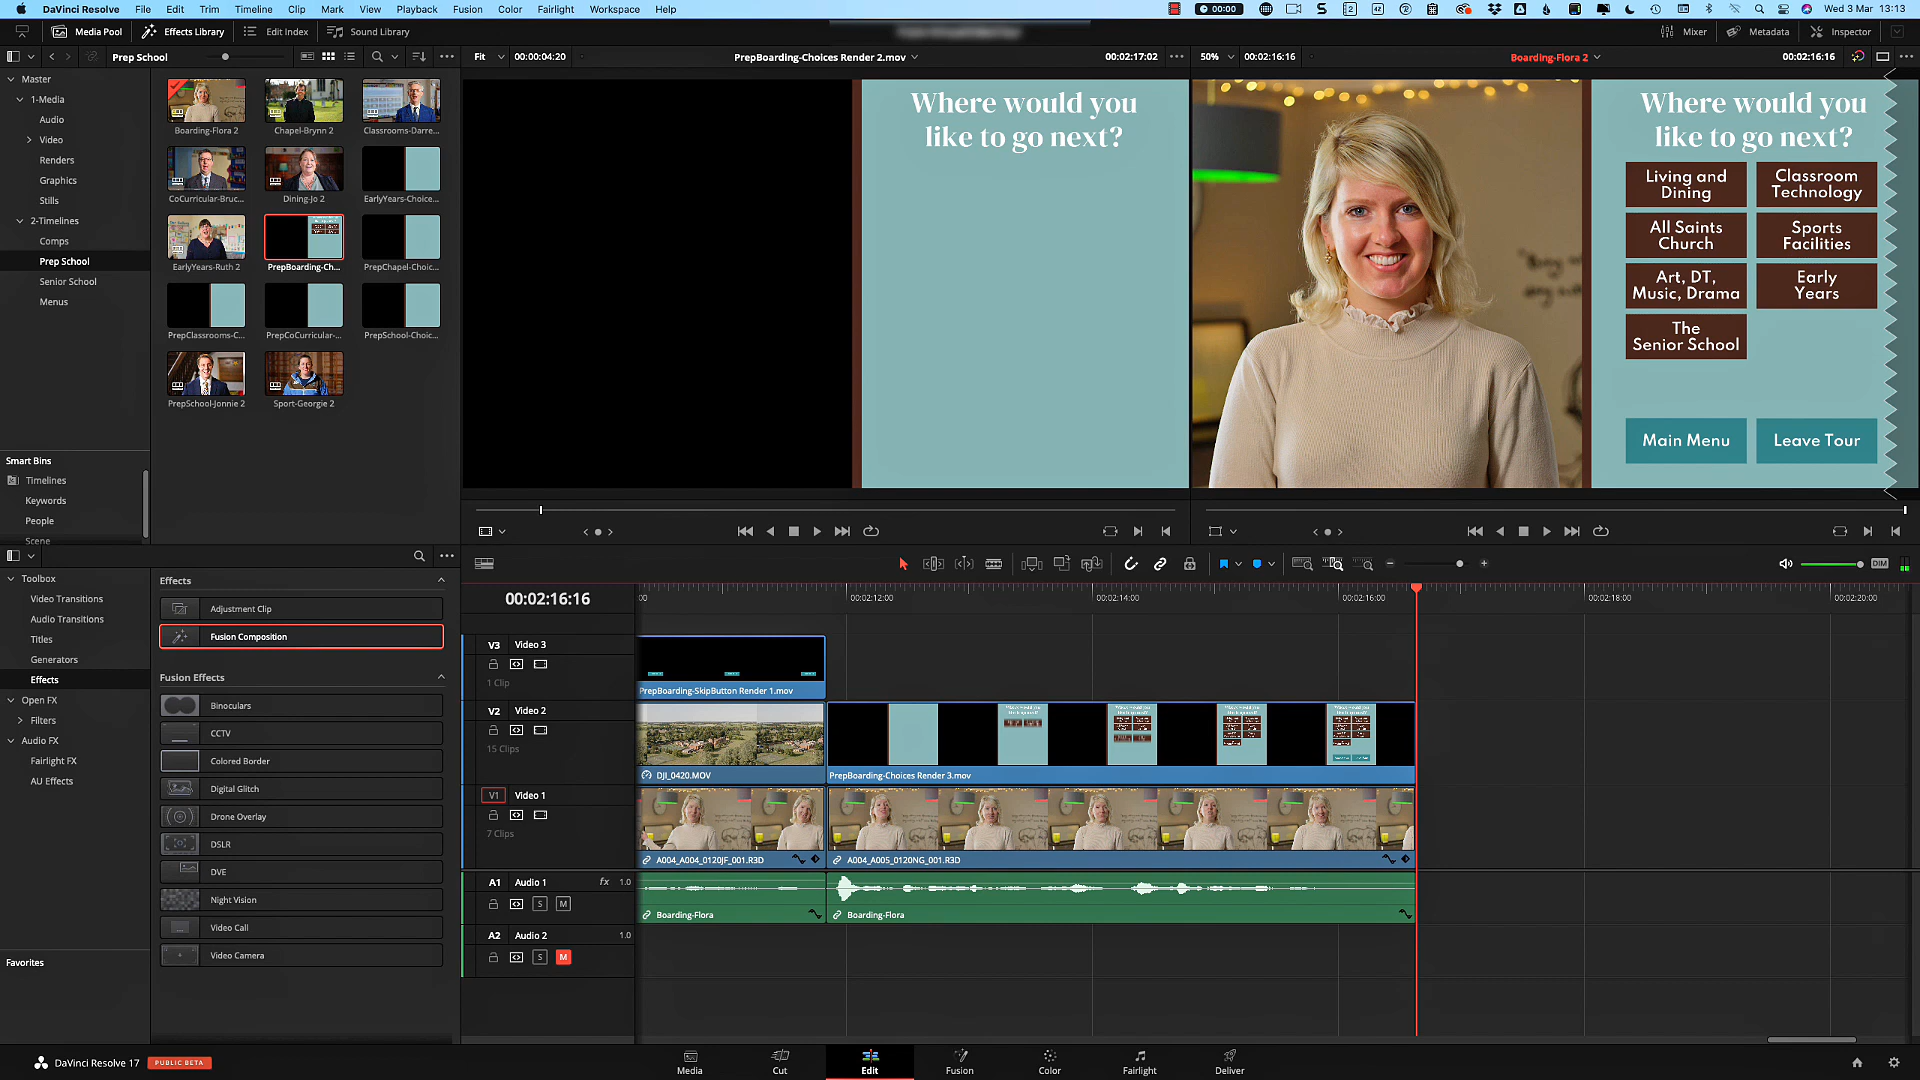 DaVinci Resolve File Edit Trim Timeline Clip Mark View Playback Fusion Color Fairlight Workspace Help 00:00 Wed 3 Mar 13:13
Media Pool Effects Library Edit Index Sound Library Mixer Metadata Inspector
Prep School Fit 00:00:04:20 PrepBoarding-Choices Render 2.mov 00:02:17:02 50% 00:02:16:16 Boarding-Flora 2 00:02:16:16
Master
1-Media
Audio
Video
Renders
Graphics
Stills
2-Timelines
Comps
Prep School
Senior School
Menus
Smart Bins
Timelines
Keywords
People
Scene
Boarding-Flora 2 Chapel-Brynn 2 Classrooms-Darre...
CoCurricular-Bruc... Dining-Jo 2 EarlyYears-Choice...
EarlyYears-Ruth 2 PrepBoarding-Ch... PrepChapel-Choic...
PrepClassrooms-C... PrepCoCurricular-... PrepSchool-Choic...
PrepSchool-Jonnie 2 Sport-Georgie 2
Where would you
like to go next?
Where would you
like to go next?
Living and
Dining
Classroom
Technology
All Saints
Church
Sports
Facilities
Art, DT,
Music, Drama
Early
Years
The
Senior School
Main Menu Leave Tour
Toolbox
Video Transitions
Audio Transitions
Titles
Generators
Effects
Open FX
Filters
Audio FX
Fairlight FX
AU Effects
Favorites
Effects
Adjustment Clip
Fusion Composition
Fusion Effects
Binoculars
CCTV
Colored Border
Digital Glitch
Drone Overlay
DSLR
DVE
Night Vision
Video Call
Video Camera
DIM
00:02:16:16 00 00:02:12:00 00:02:14:00 00:02:16:00 00:02:18:00 00:02:20:00
V3 Video 3
1 Clip
PrepBoarding-SkipButton Render 1.mov
V2 Video 2
15 Clips
DJI_0420.MOV PrepBoarding-Choices Render 3.mov
V1 Video 1
7 Clips
A004_A004_0120JF_001.R3D A004_A005_0120NG_001.R3D
A1 Audio 1 fx 1.0
S M
Boarding-Flora Boarding-Flora
A2 Audio 2 1.0
S M
DaVinci Resolve 17 PUBLIC BETA
Media Cut Edit Fusion Color Fairlight Deliver